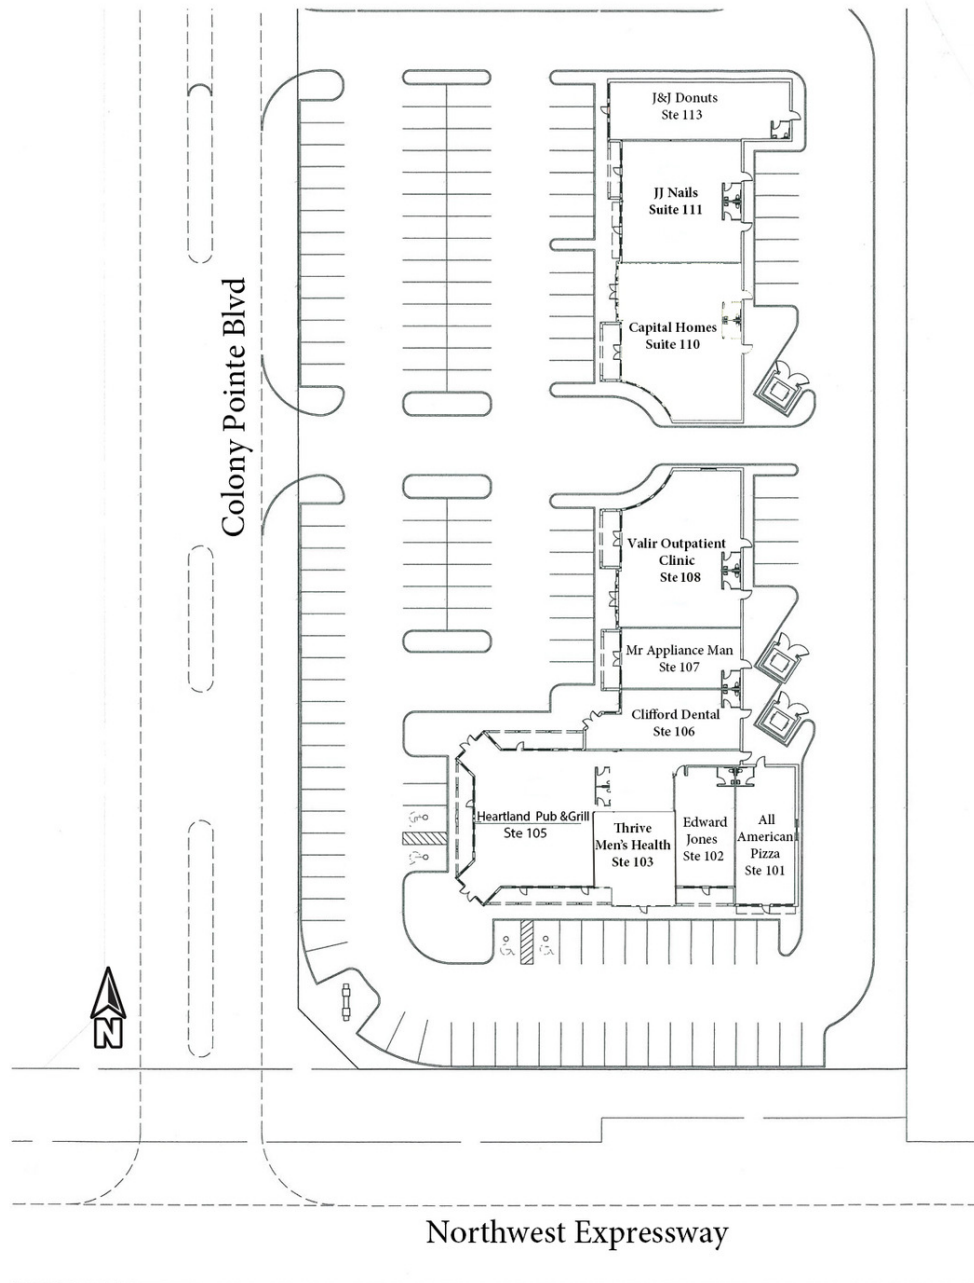 J&J Donuts
Ste 113
JJ Nails
Suite 111
Capital Homes
Suite 110
Colony Pointe Blvd
Valir Outpatient
Clinic
Ste 108
Mr Appliance Man
Ste 107
Clifford Dental
Ste 106
Heartland Pub &Grill
Ste 105
Thrive
Men's Health
Ste 103
Edward
Jones
Ste 102
All
American
Pizza
Ste 101
N
Northwest Expressway